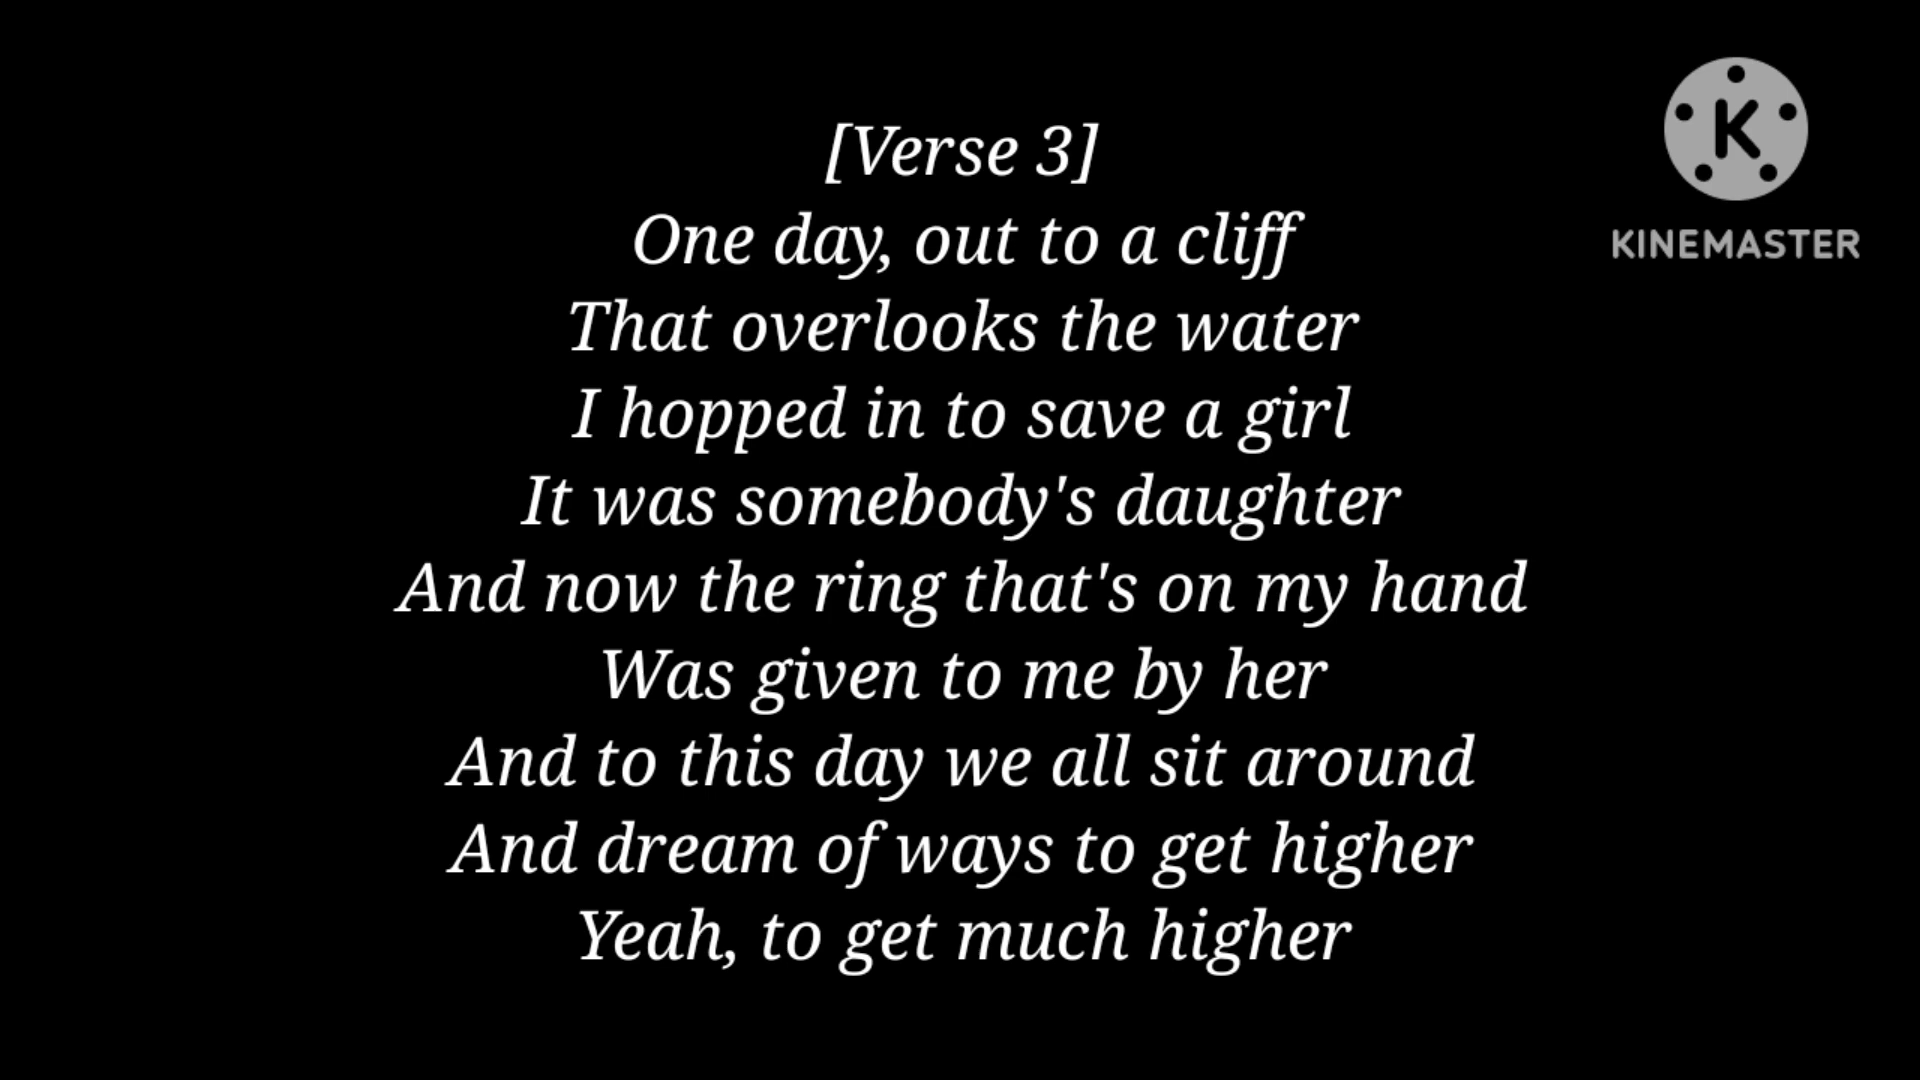 [Verse 3]
One day, out to a cliff
That overlooks the water
I hopped in to save a girl
It was somebody's daughter
And now the ring that's on my hand
Was given to me by her
And to this day we all sit around
And dream of ways to get higher
Yeah, to get much higher
K
KINEMASTER